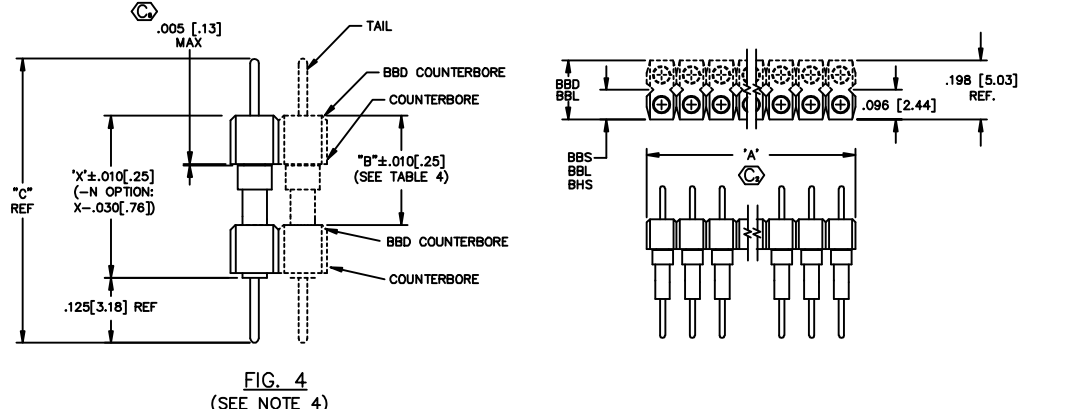 C8
.005 [.13]
MAX
TAIL
BBD COUNTERBORE
COUNTERBORE
"C"
REF
'X'±.010[.25]
(-N OPTION:
X-.030[.76])
"B"±.010[.25]
(SEE TABLE 4)
BBD COUNTERBORE
COUNTERBORE
.125[3.18] REF
FIG. 4
(SEE NOTE 4)
BBD
BBL
.198 [5.03]
REF.
.096 [2.44]
BBS
BBL
BHS
'A'
C2